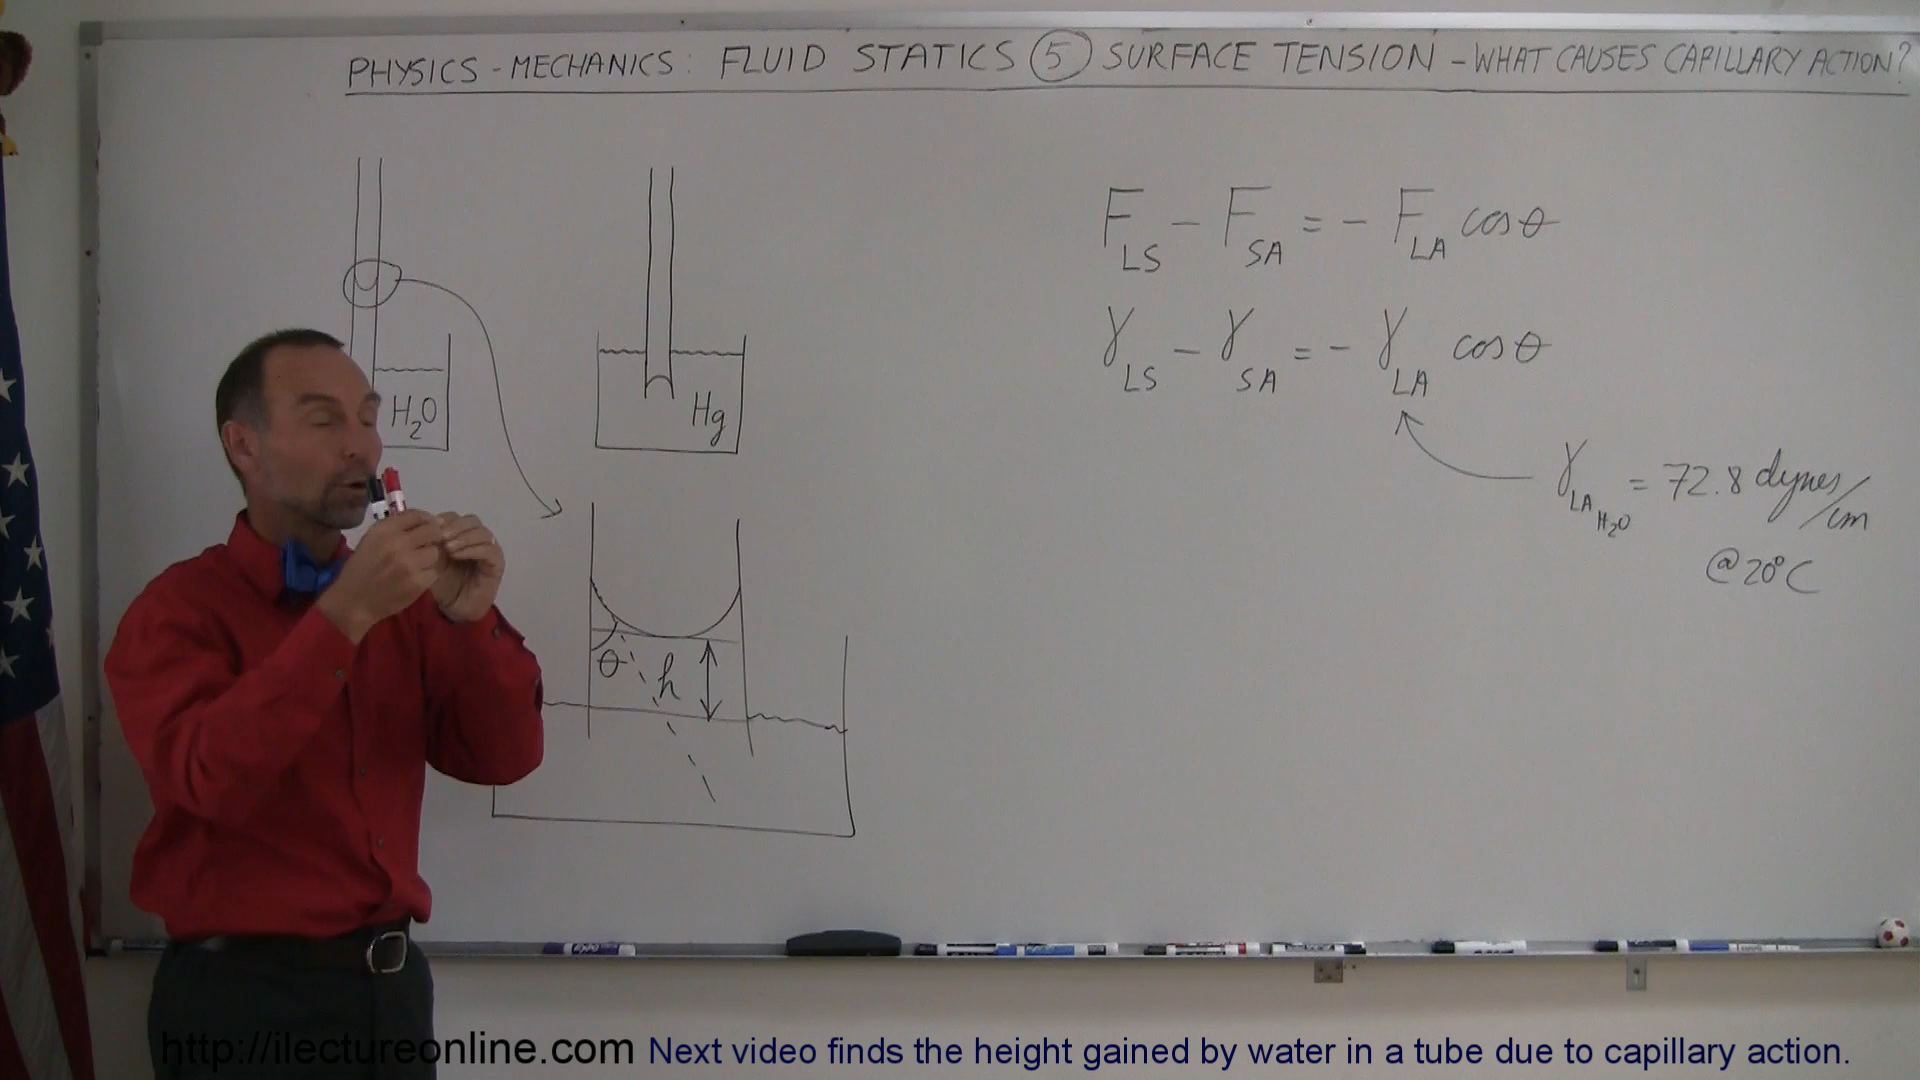 PHYSICS - MECHANICS: FLUID STATICS ⑤ SURFACE TENSION - WHAT CAUSES CAPILLARY ACTION?
F_LS - F_SA = - F_LA cos θ
γ_LS - γ_SA = - γ_LA cos θ
H₂O
Hg
γ_LA H₂O = 72.8 dynes/cm
@ 20°C
θ
h
http://ilectureonline.com Next video finds the height gained by water in a tube due to capillary action.